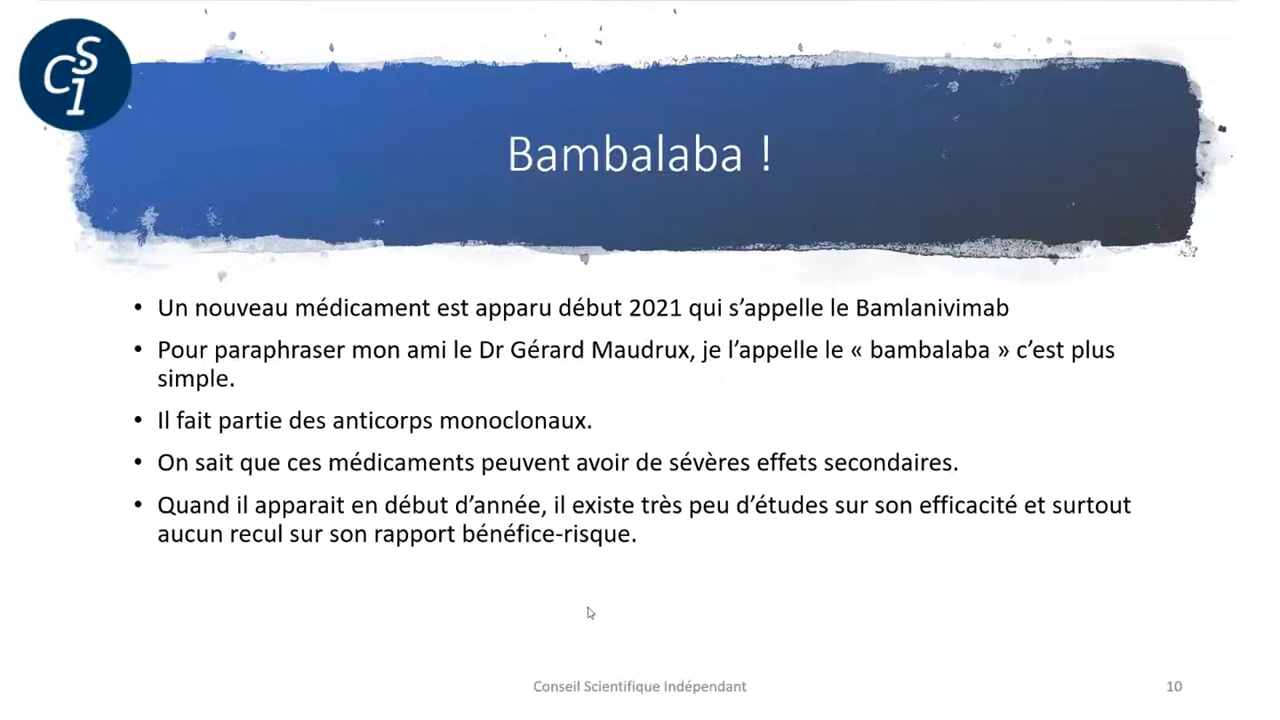 CSI
Bambalaba !
• Un nouveau médicament est apparu début 2021 qui s’appelle le Bamlanivimab
• Pour paraphraser mon ami le Dr Gérard Maudrux, je l’appelle le « bambalaba » c’est plus
simple.
• Il fait partie des anticorps monoclonaux.
• On sait que ces médicaments peuvent avoir de sévères effets secondaires.
• Quand il apparait en début d’année, il existe très peu d’études sur son efficacité et surtout
aucun recul sur son rapport bénéfice-risque.
Conseil Scientifique Indépendant
10